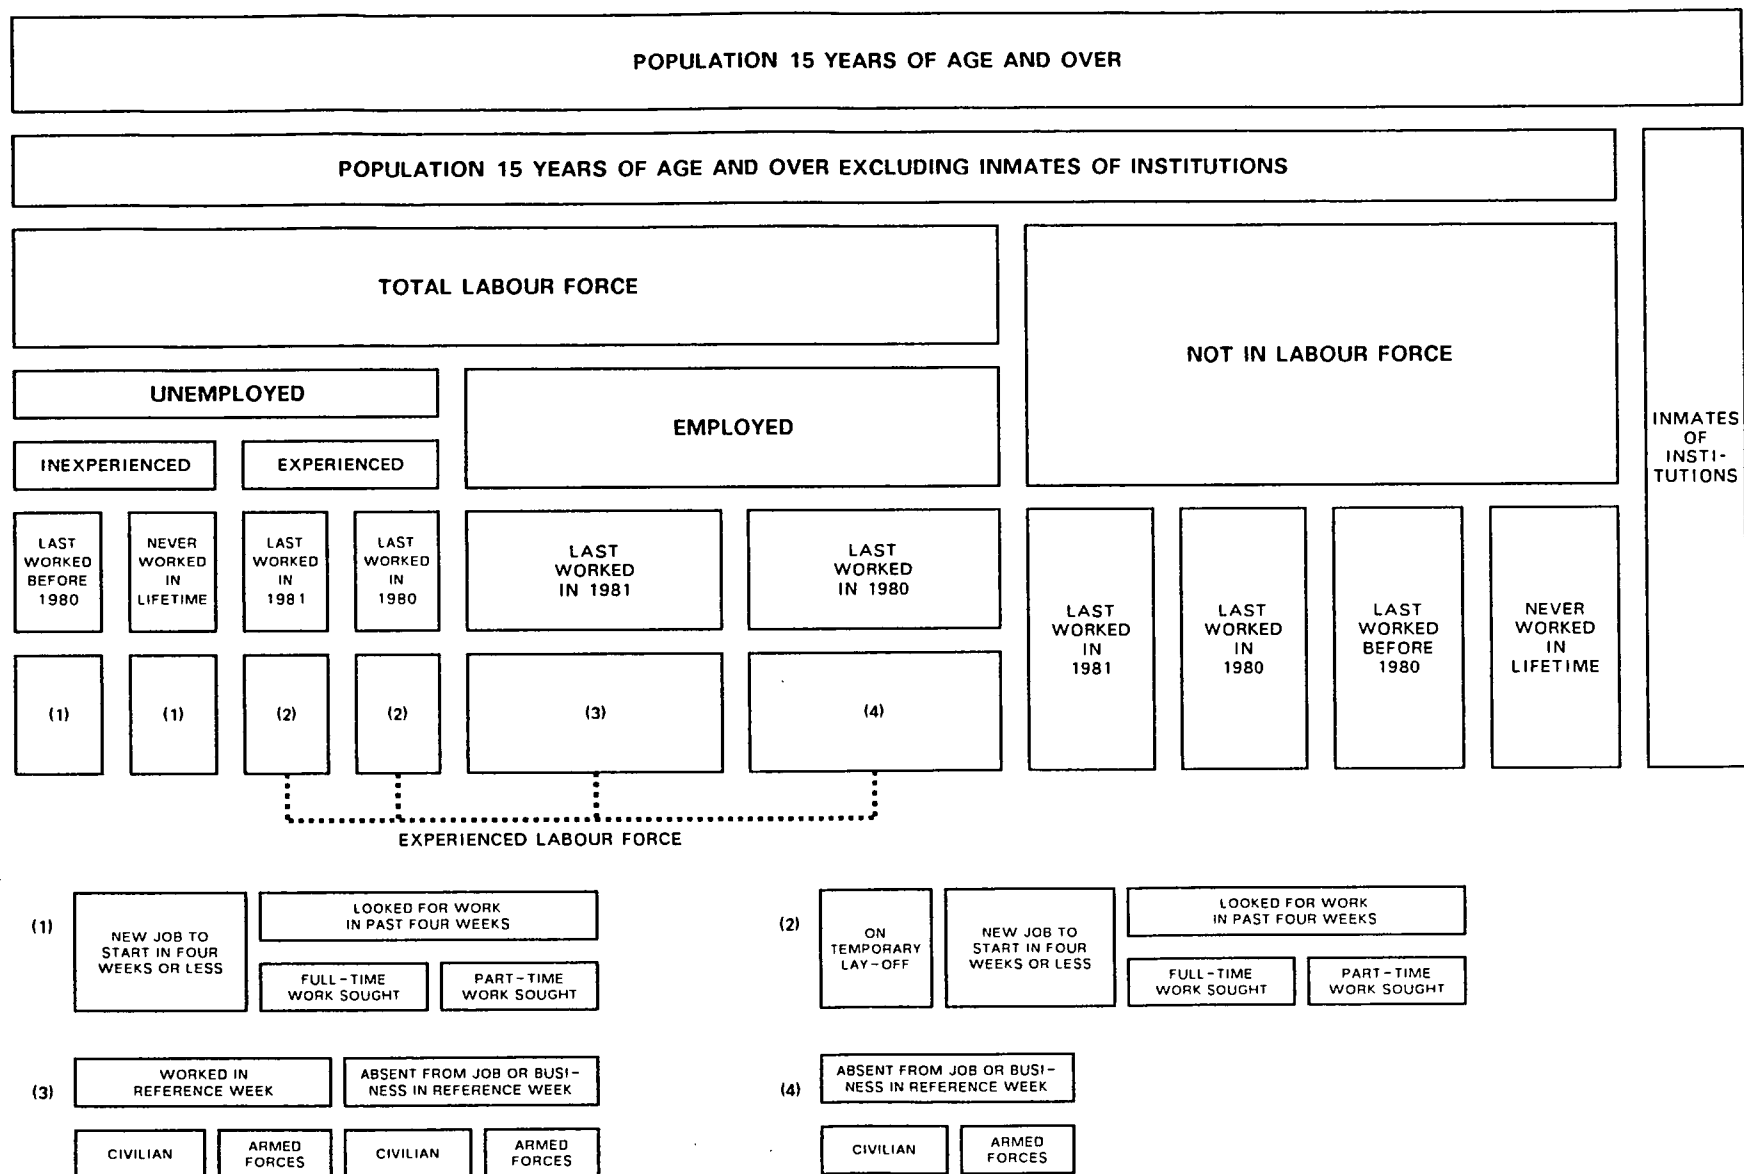 POPULATION 15 YEARS OF AGE AND OVER
POPULATION 15 YEARS OF AGE AND OVER EXCLUDING INMATES OF INSTITUTIONS
INMATES
OF
INSTI-
TUTIONS
TOTAL LABOUR FORCE
NOT IN LABOUR FORCE
UNEMPLOYED
EMPLOYED
INEXPERIENCED
EXPERIENCED
LAST
WORKED
BEFORE
1980
NEVER
WORKED
IN
LIFETIME
LAST
WORKED
IN
1981
LAST
WORKED
IN
1980
LAST
WORKED
IN 1981
LAST
WORKED
IN 1980
LAST
WORKED
IN
1981
LAST
WORKED
IN
1980
LAST
WORKED
BEFORE
1980
NEVER
WORKED
IN
LIFETIME
(1)
(1)
(2)
(2)
(3)
(4)
EXPERIENCED LABOUR FORCE
(1)
NEW JOB TO
START IN FOUR
WEEKS OR LESS
LOOKED FOR WORK
IN PAST FOUR WEEKS
FULL-TIME
WORK SOUGHT
PART-TIME
WORK SOUGHT
(2)
ON
TEMPORARY
LAY-OFF
NEW JOB TO
START IN FOUR
WEEKS OR LESS
LOOKED FOR WORK
IN PAST FOUR WEEKS
FULL-TIME
WORK SOUGHT
PART-TIME
WORK SOUGHT
(3)
WORKED IN
REFERENCE WEEK
ABSENT FROM JOB OR BUSI-
NESS IN REFERENCE WEEK
CIVILIAN
ARMED
FORCES
CIVILIAN
ARMED
FORCES
(4)
ABSENT FROM JOB OR BUSI-
NESS IN REFERENCE WEEK
CIVILIAN
ARMED
FORCES